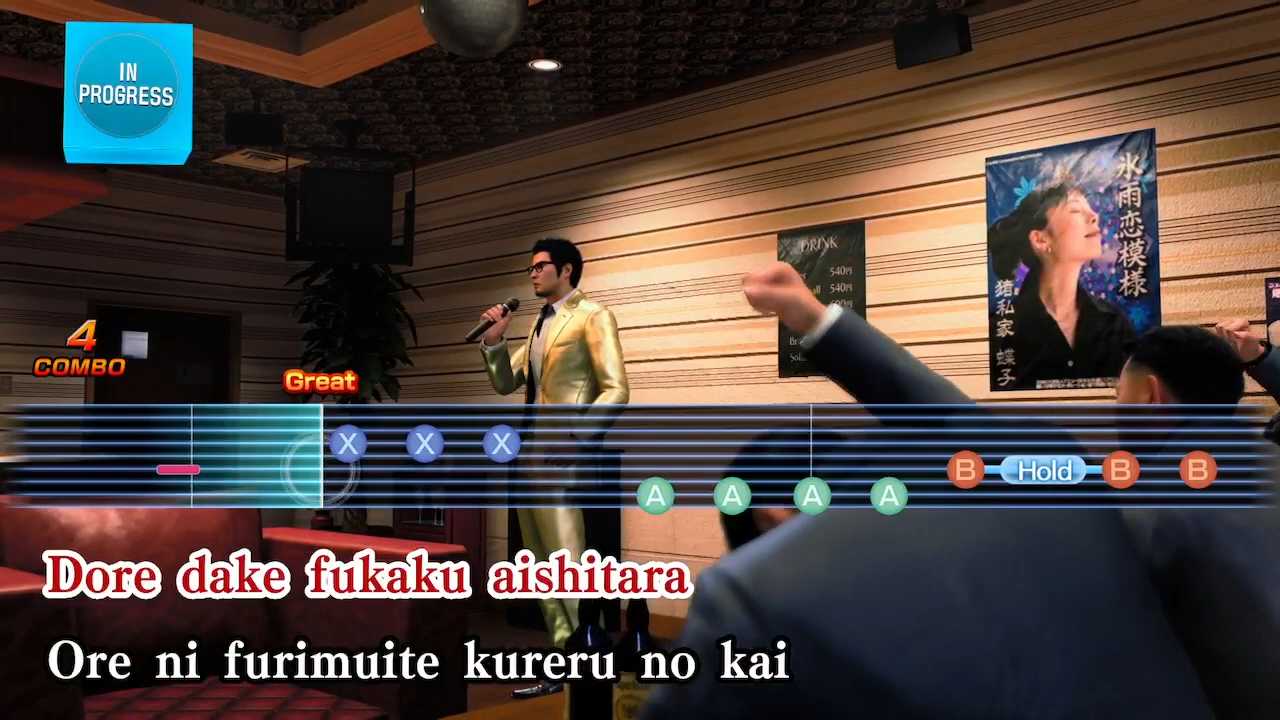 IN
PROGRESS
氷雨恋模様
DRINK
540円
540円
猪私家 蝶子
4
COMBO
Great
X X X
B Hold B B
A A A A
Dore dake fukaku aishitara
Ore ni furimuite kureru no kai